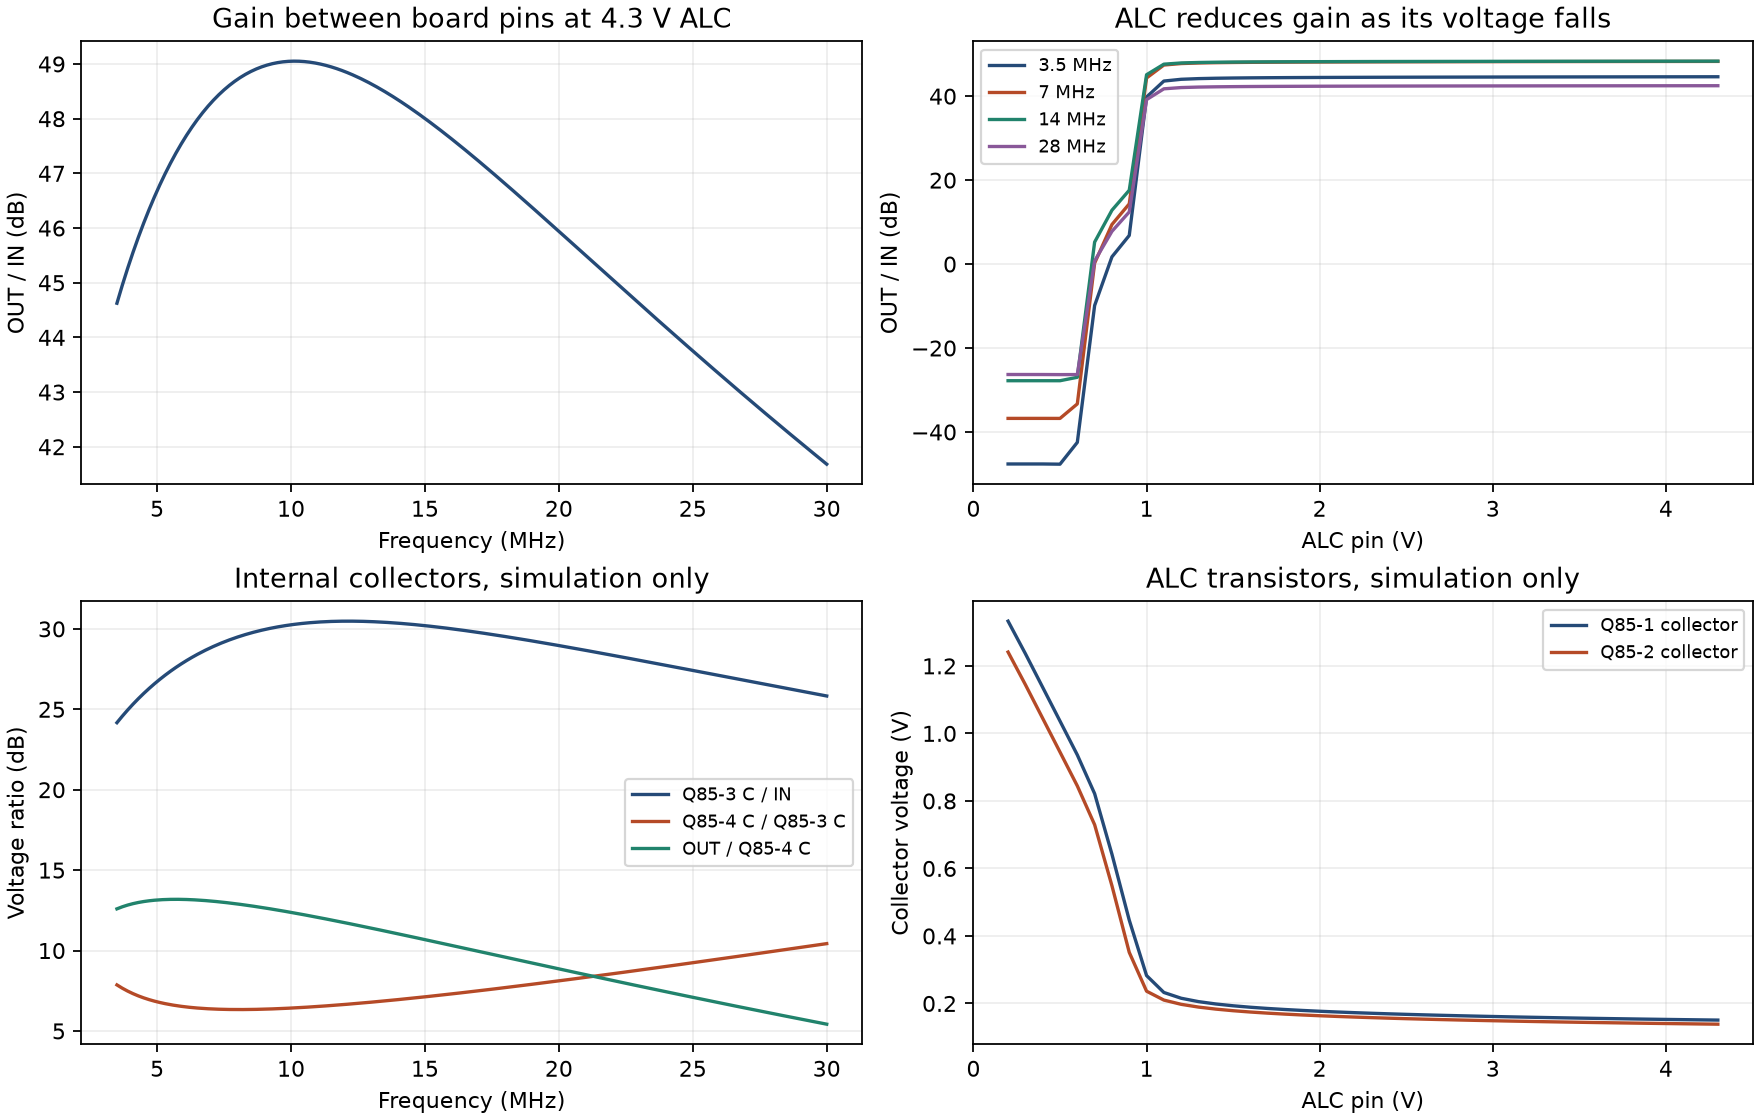 Gain between board pins at 4.3 V ALC
OUT / IN (dB)
49
48
47
46
45
44
43
42
5
10
15
20
25
30
Frequency (MHz)
ALC reduces gain as its voltage falls
OUT / IN (dB)
40
20
0
−20
−40
3.5 MHz
7 MHz
14 MHz
28 MHz
0
1
2
3
4
ALC pin (V)
Internal collectors, simulation only
Voltage ratio (dB)
30
25
20
15
10
5
Q85-3 C / IN
Q85-4 C / Q85-3 C
OUT / Q85-4 C
5
10
15
20
25
30
Frequency (MHz)
ALC transistors, simulation only
Collector voltage (V)
1.2
1.0
0.8
0.6
0.4
0.2
Q85-1 collector
Q85-2 collector
0
1
2
3
4
ALC pin (V)